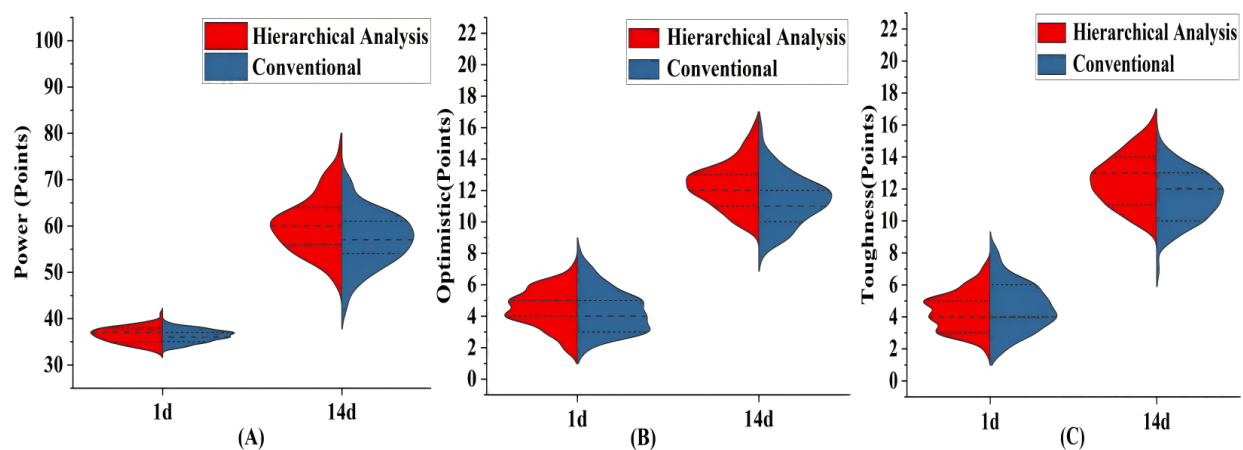 Hierarchical Analysis
Conventional
Power (Points)
100
90
80
70
60
50
40
30
1d
14d
(A)
Hierarchical Analysis
Conventional
Optimistic(Points)
22
20
18
16
14
12
10
8
6
4
2
0
1d
14d
(B)
Hierarchical Analysis
Conventional
Toughness(Points)
22
20
18
16
14
12
10
8
6
4
2
0
1d
14d
(C)